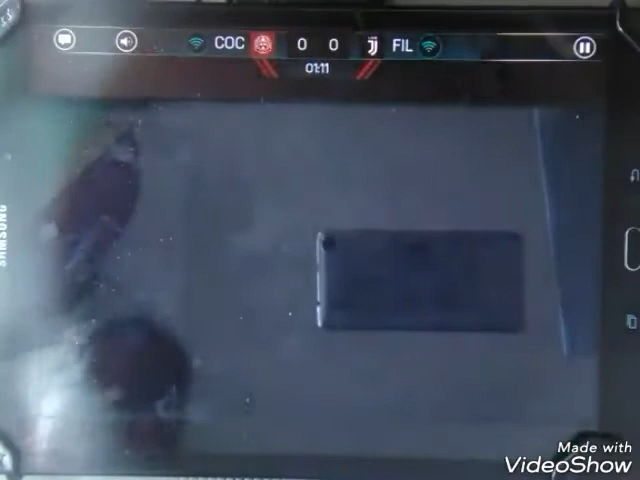 COC 0 0 FIL
01:11
SAMSUNG
Made with
VideoShow